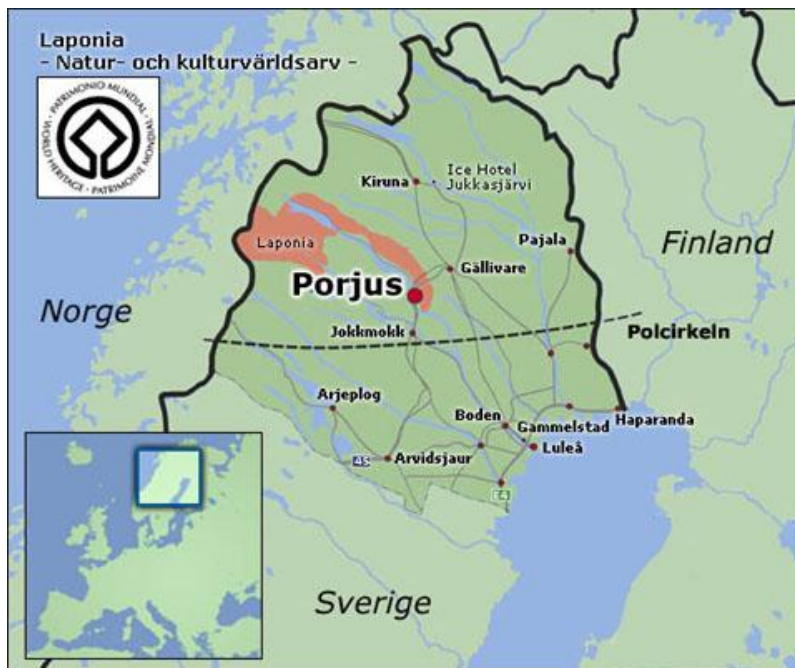 Laponia
- Natur- och kulturvärldsarv -
PATRIMONIO MUNDIAL
WORLD HERITAGE • PATRIMOINE MONDIAL
Ice Hotel
Jukkasjärvi
Kiruna
Pajala
Laponia
Finland
Gällivare
Porjus
Norge
Jokkmokk
Polcirkeln
Arjeplog
Boden
Gammelstad
Haparanda
Luleå
45
Arvidsjaur
E4
Sverige